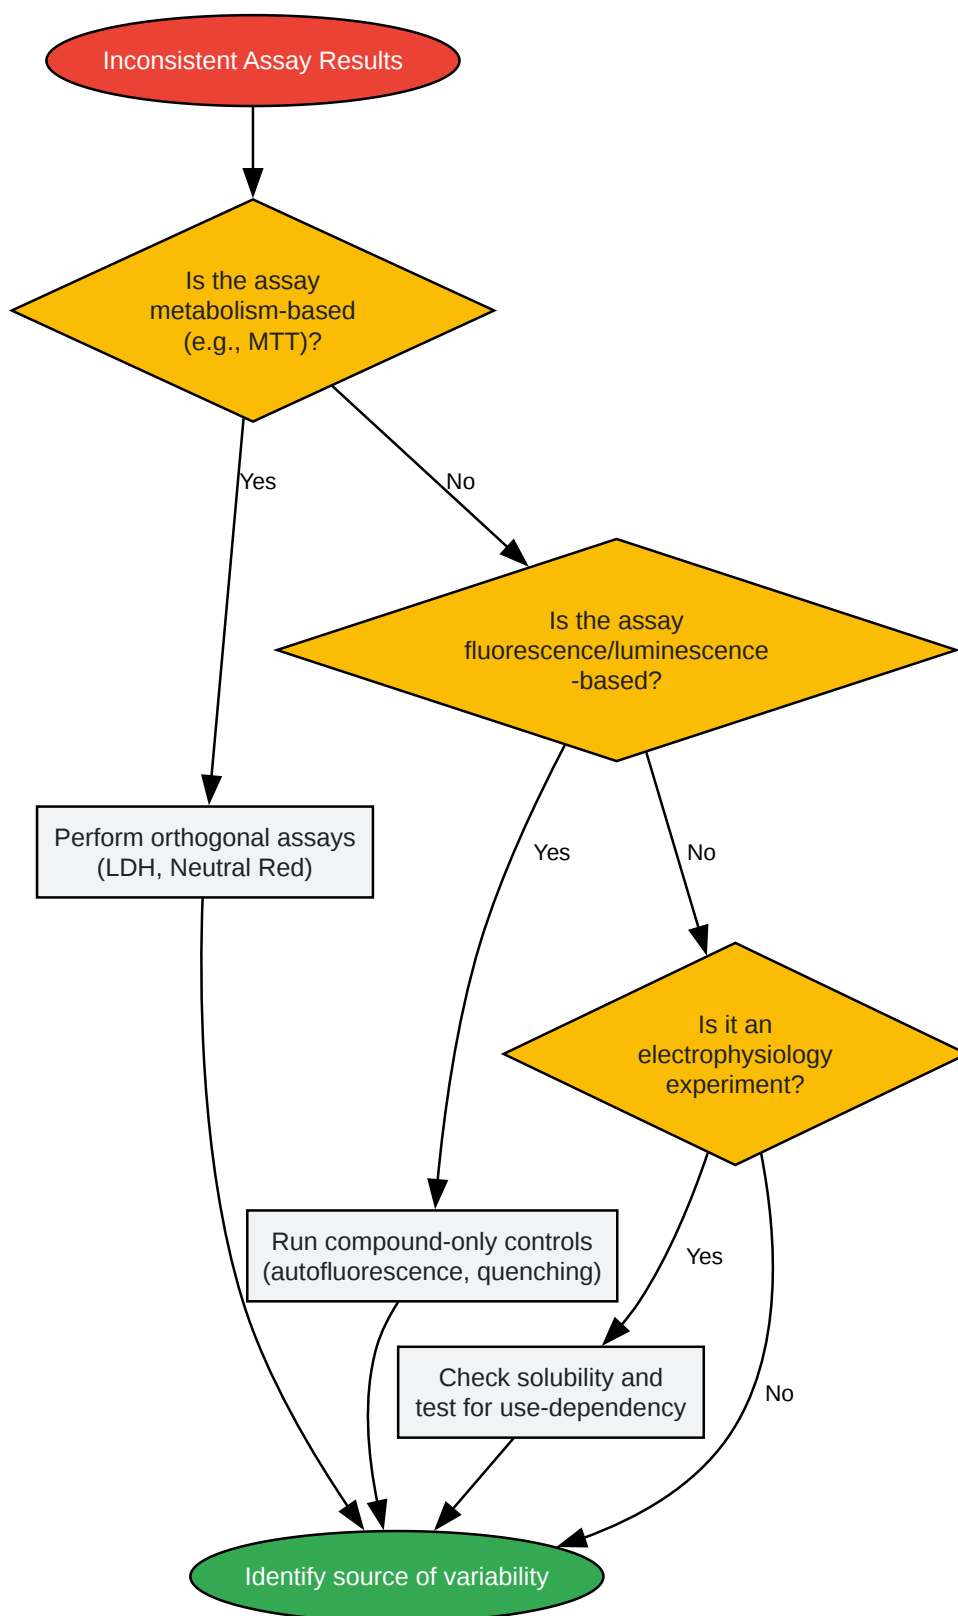 Inconsistent Assay Results
Is the assay
metabolism-based
(e.g., MTT)?
Yes
No
Is the assay
fluorescence/luminescence
-based?
Perform orthogonal assays
(LDH, Neutral Red)
Yes
No
Is it an
electrophysiology
experiment?
Run compound-only controls
(autofluorescence, quenching)
Yes
Check solubility and
test for use-dependency
No
Identify source of variability